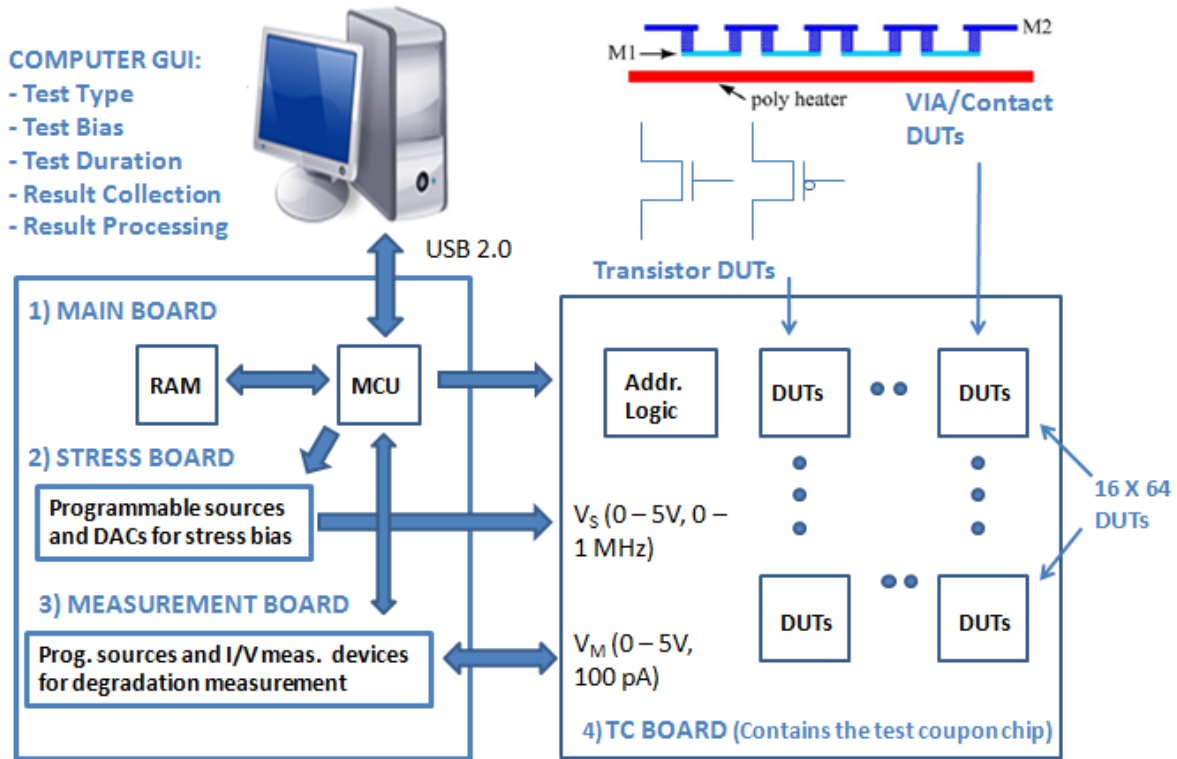 COMPUTER GUI:
- Test Type
- Test Bias
- Test Duration
- Result Collection
- Result Processing
USB 2.0
M2
M1
poly heater
VIA/Contact
DUTs
Transistor DUTs
1) MAIN BOARD
RAM
MCU
2) STRESS BOARD
Programmable sources
and DACs for stress bias
3) MEASUREMENT BOARD
Prog. sources and I/V meas. devices
for degradation measurement
Addr.
Logic
DUTs
DUTs
16 X 64
DUTs
VS (0 – 5V, 0 –
1 MHz)
DUTs
DUTs
VM (0 – 5V,
100 pA)
4) TC BOARD (Contains the test coupon chip)